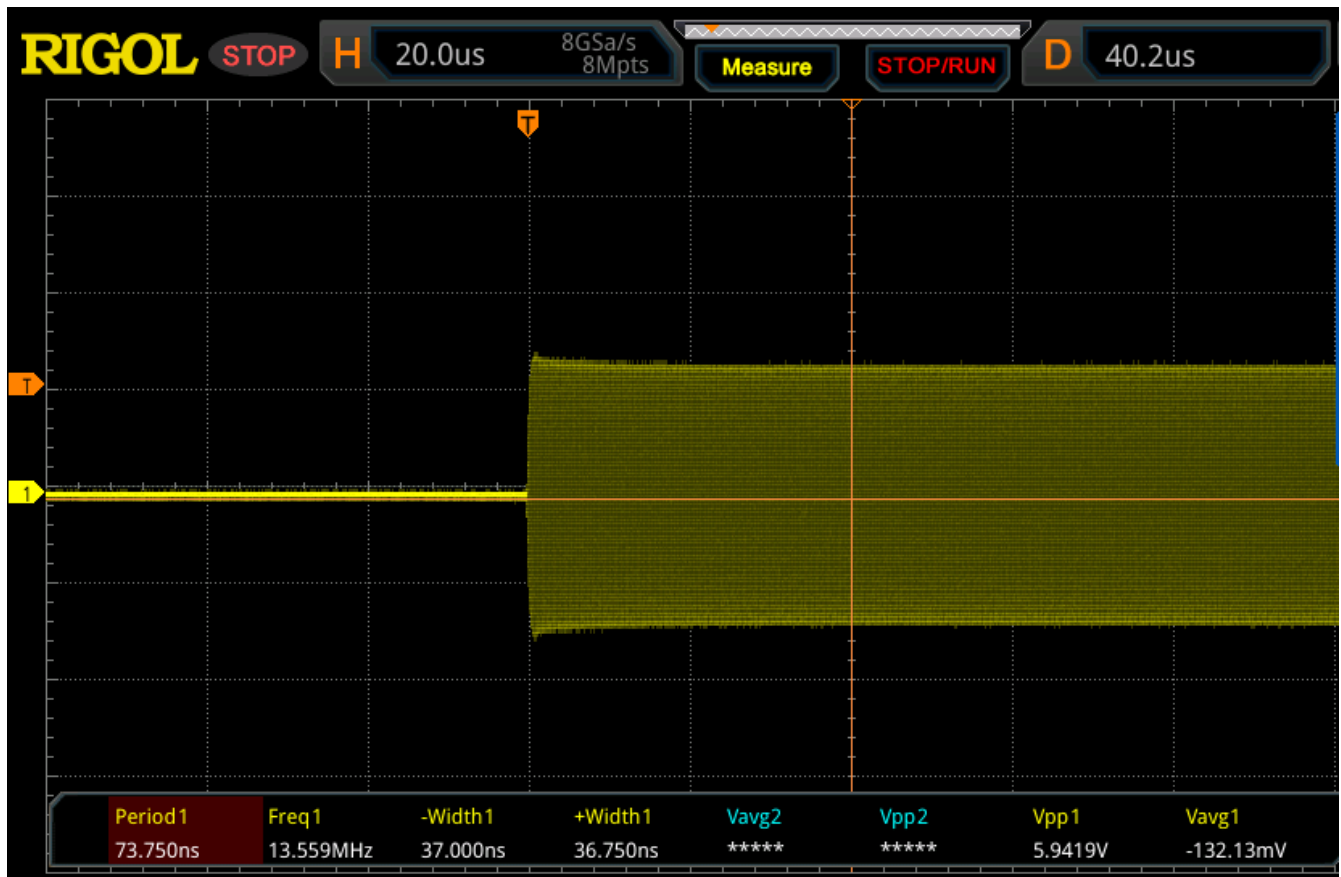 RIGOL STOP H 20.0us 8GSa/s 8Mpts Measure STOP/RUN D 40.2us
T
T
1
Period1 Freq1 -Width1 +Width1 Vavg2 Vpp2 Vpp1 Vavg1
73.750ns 13.559MHz 37.000ns 36.750ns ***** ***** 5.9419V -132.13mV